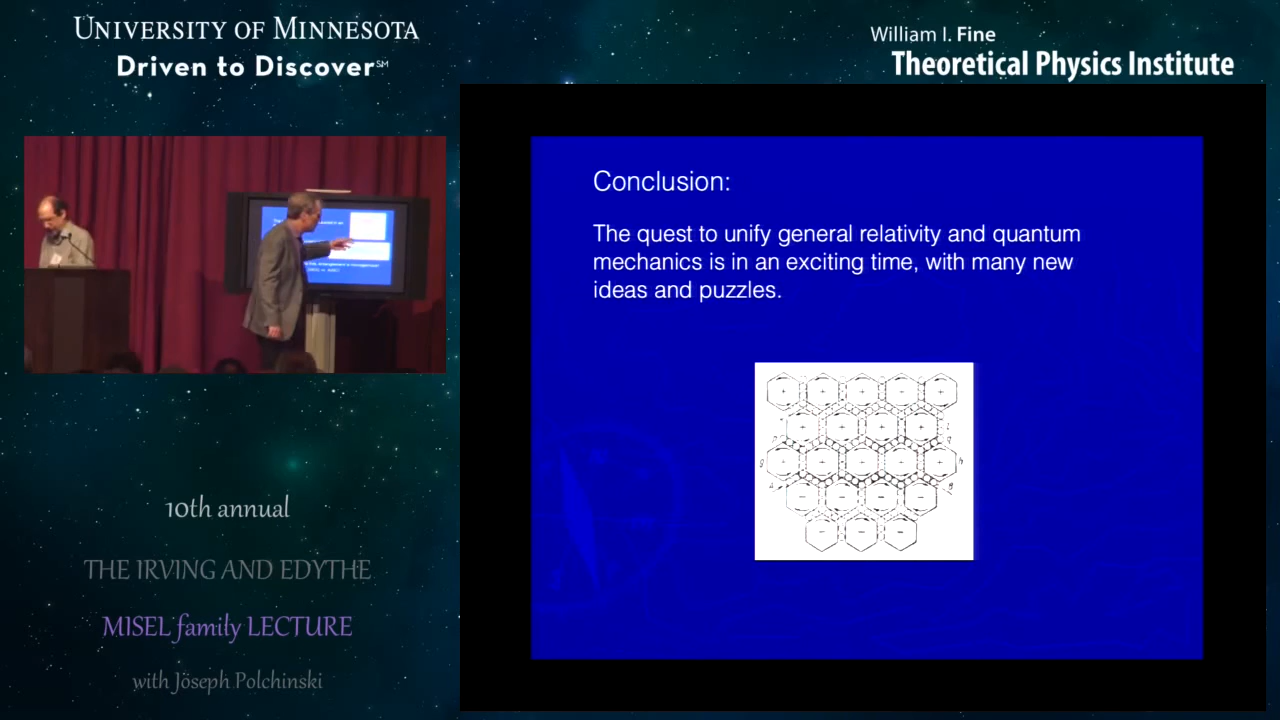 UNIVERSITY OF MINNESOTA
Driven to Discover℠
William I. Fine
Theoretical Physics Institute
Conclusion:
The quest to unify general relativity and quantum
mechanics is in an exciting time, with many new
ideas and puzzles.
10th annual
THE IRVING AND EDYTHE
MISEL family LECTURE
with Joseph Polchinski